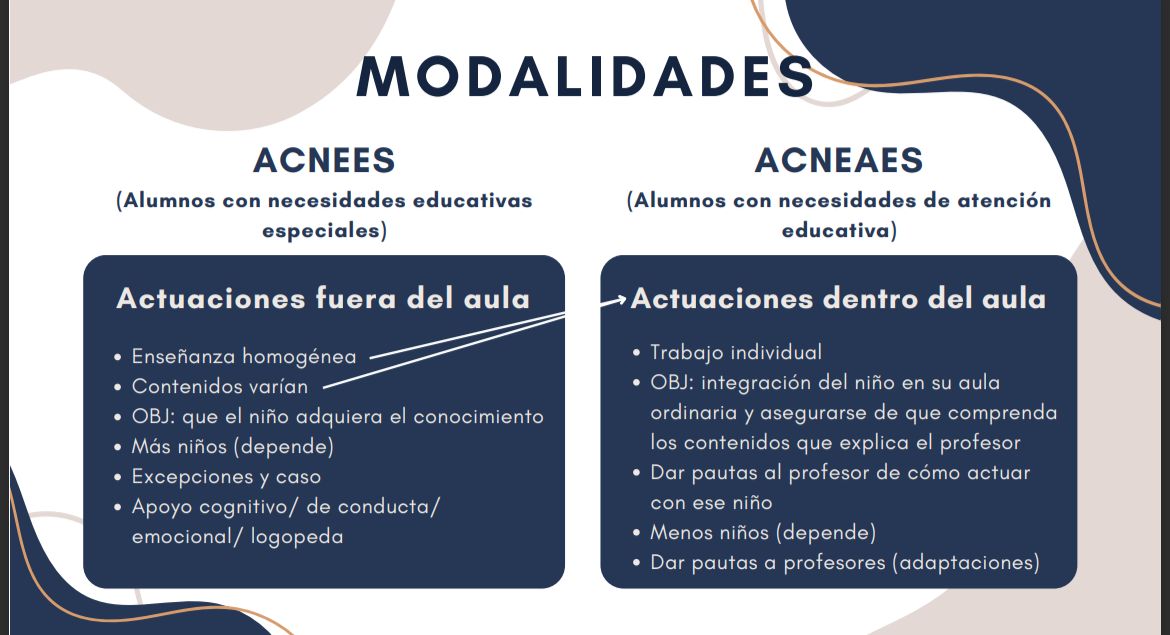 MODALIDADES
ACNEES
(Alumnos con necesidades educativas
especiales)
Actuaciones fuera del aula
• Enseñanza homogénea
• Contenidos varían
• OBJ: que el niño adquiera el conocimiento
• Más niños (depende)
• Excepciones y caso
• Apoyo cognitivo/ de conducta/
emocional/ logopeda
ACNEAES
(Alumnos con necesidades de atención
educativa)
Actuaciones dentro del aula
• Trabajo individual
• OBJ: integración del niño en su aula
ordinaria y asegurarse de que comprenda
los contenidos que explica el profesor
• Dar pautas al profesor de cómo actuar
con ese niño
• Menos niños (depende)
• Dar pautas a profesores (adaptaciones)